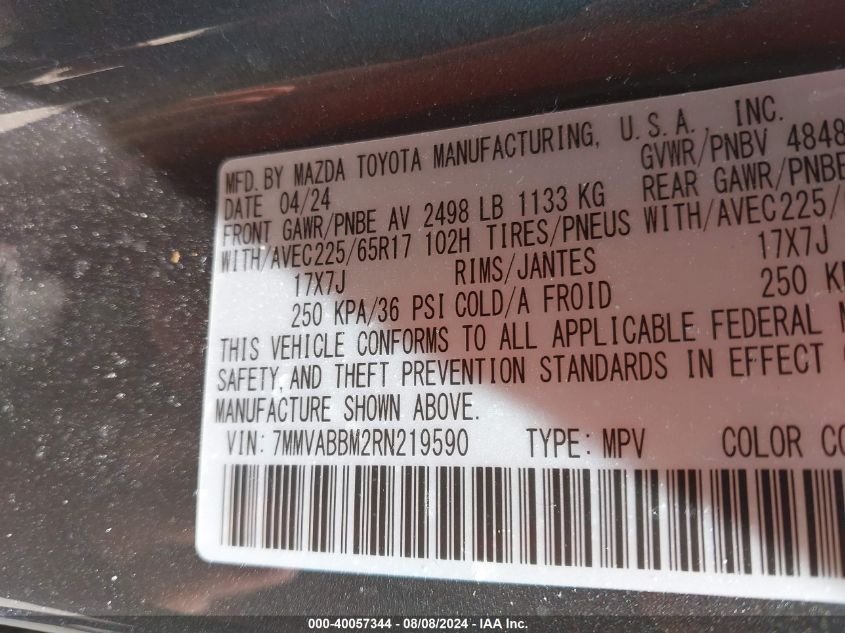 MFD. BY MAZDA TOYOTA MANUFACTURING, U.S.A. INC.
DATE 04/24 GVWR/PNBV 4848
FRONT GAWR/PNBE AV 2498 LB 1133 KG REAR GAWR/PNBE
WITH/AVEC225/65R17 102H TIRES/PNEUS WITH/AVEC225/
17X7J RIMS/JANTES 17X7J
250 KPA/36 PSI COLD/A FROID 250
THIS VEHICLE CONFORMS TO ALL APPLICABLE FEDERAL
SAFETY, AND THEFT PREVENTION STANDARDS IN EFFECT
MANUFACTURE SHOWN ABOVE.
VIN: 7MMVABBM2RN219590 TYPE: MPV COLOR
000-40057344 - 08/08/2024 - IAA Inc.